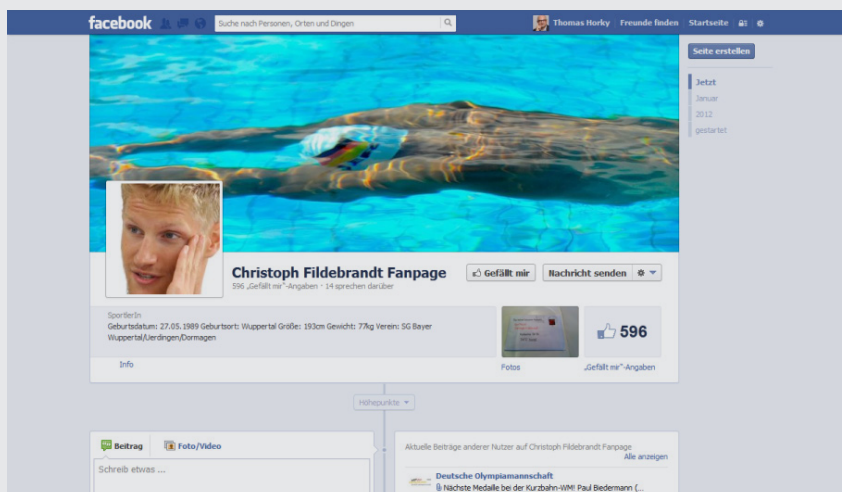 facebook
Suche nach Personen, Orten und Dingen
Thomas Horky
Freunde finden
Startseite
Seite erstellen
Jetzt
Januar
2012
gestartet
Christoph Fildebrandt Fanpage
596 „Gefällt mir"-Angaben · 14 sprechen darüber
Gefällt mir
Nachricht senden
SportlerIn
Geburtsdatum: 27.05.1989 Geburtsort: Wuppertal Größe: 193cm Gewicht: 77kg Verein: SG Bayer
Wuppertal/Uerdingen/Dormagen
596
Info
Fotos
„Gefällt mir"-Angaben
Höhepunkte
Beitrag
Foto/Video
Schreib etwas ...
Aktuelle Beiträge anderer Nutzer auf Christoph Fildebrandt Fanpage
Alle anzeigen
Deutsche Olympiamannschaft
Nächste Medaille bei der Kurzbahn-WM! Paul Biedermann (...